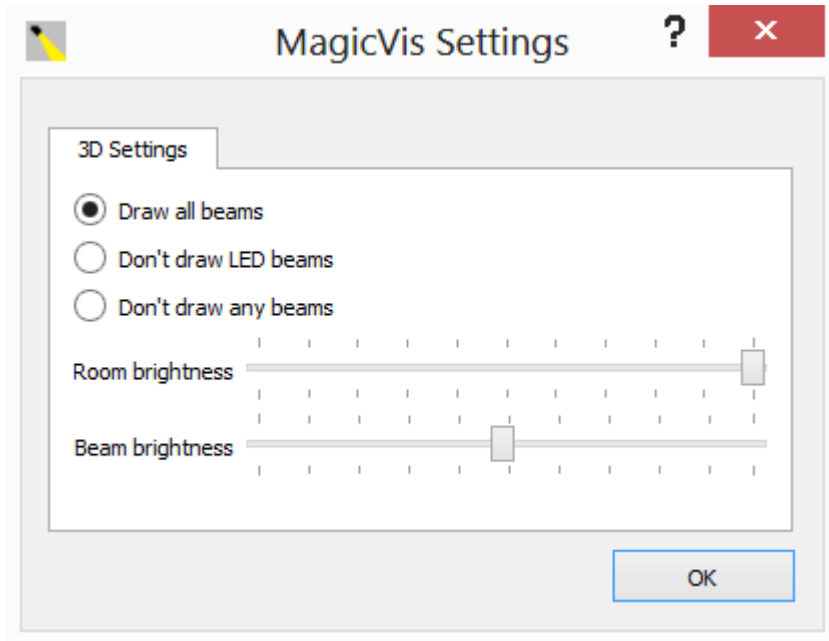 MagicVis Settings
?
3D Settings
Draw all beams
Don't draw LED beams
Don't draw any beams
Room brightness
Beam brightness
OK